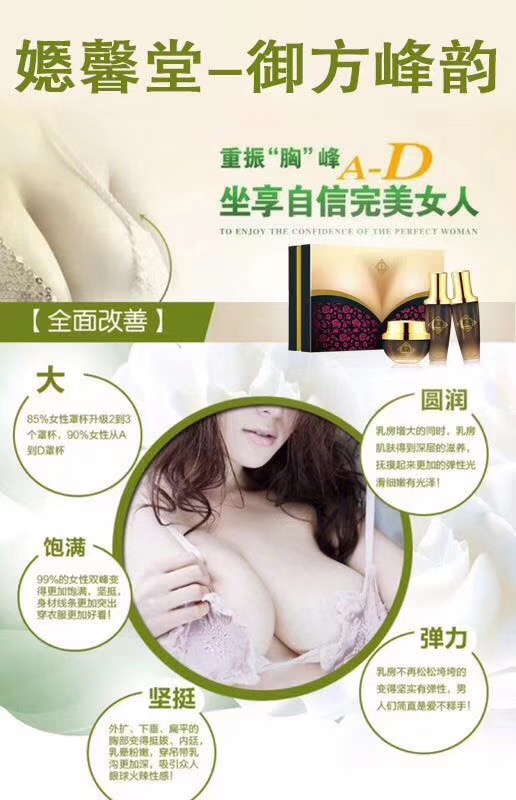 嬺馨堂-御方峰韵
重振“胸”峰A-D
坐享自信完美女人
TO ENJOY THE CONFIDENCE OF THE PERFECT WOMAN
【全面改善】
大
85%女性罩杯升级2到3
个罩杯，90%女性从A
到D罩杯
圆润
乳房增大的同时，乳房
肌肤得到深层的滋养，
抚摸起来更加的弹性光
滑细嫩有光泽！
饱满
99%的女性双峰变
得更加饱满，坚挺，
身材线条更加突出
穿衣服更加好看！
弹力
乳房不再松松垮垮的
变得坚实有弹性，男
人们简直是爱不释手！
坚挺
外扩、下垂、扁平的
胸部变得挺拔、内廷，
乳晕粉嫩，穿吊带乳
沟更加深，吸引众人
眼球火辣性感！